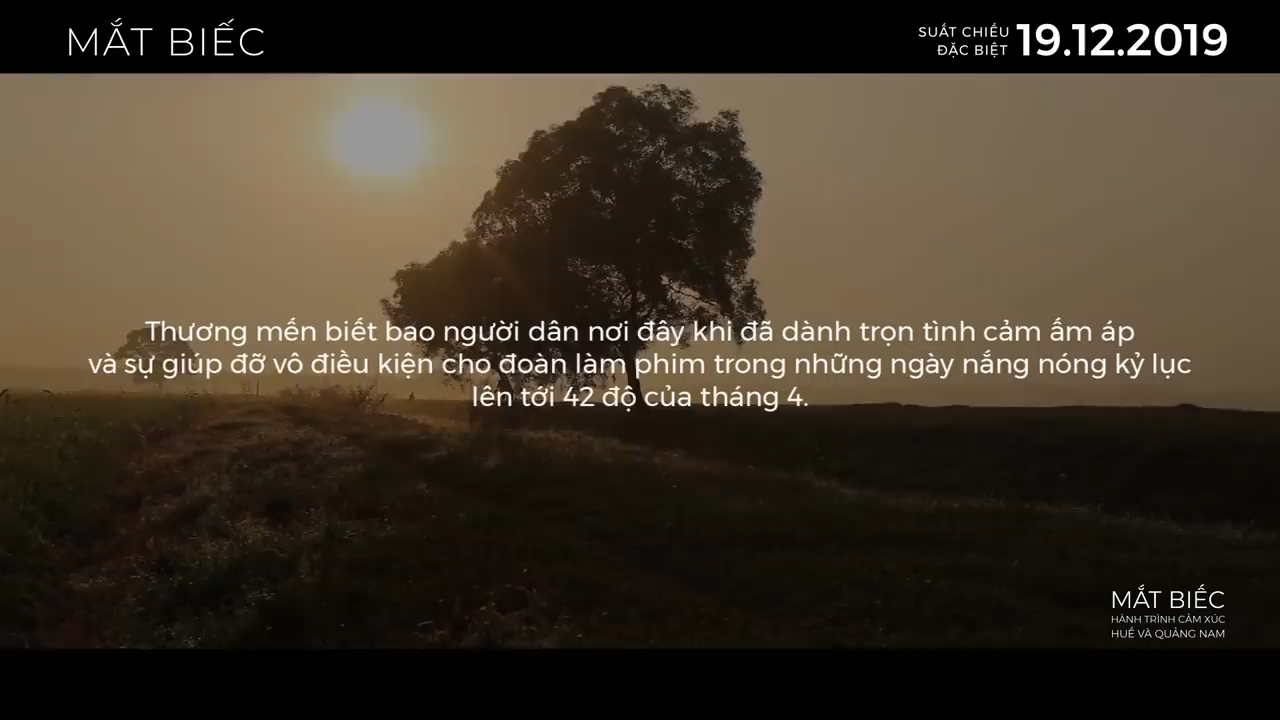 MẮT BIẾC
SUẤT CHIẾU
ĐẶC BIỆT
19.12.2019
Thương mến biết bao người dân nơi đây khi đã dành trọn tình cảm ấm áp
và sự giúp đỡ vô điều kiện cho đoàn làm phim trong những ngày nắng nóng kỷ lục
lên tới 42 độ của tháng 4.
MẮT BIẾC
HÀNH TRÌNH CẢM XÚC
HUẾ VÀ QUẢNG NAM